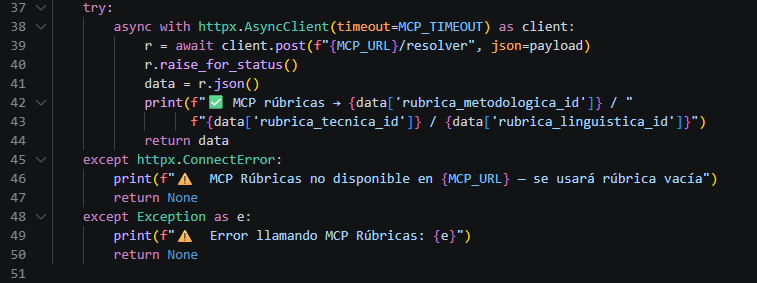 37 try:
38 async with httpx.AsyncClient(timeout=MCP_TIMEOUT) as client:
39 r = await client.post(f"{MCP_URL}/resolver", json=payload)
40 r.raise_for_status()
41 data = r.json()
42 print(f"✅ MCP rúbricas → {data['rubrica_metodologica_id']} / "
43 f"{data['rubrica_tecnica_id']} / {data['rubrica_linguistica_id']}")
44 return data
45 except httpx.ConnectError:
46 print(f"⚠️  MCP Rúbricas no disponible en {MCP_URL} — se usará rúbrica vacía")
47 return None
48 except Exception as e:
49 print(f"⚠️  Error llamando MCP Rúbricas: {e}")
50 return None
51